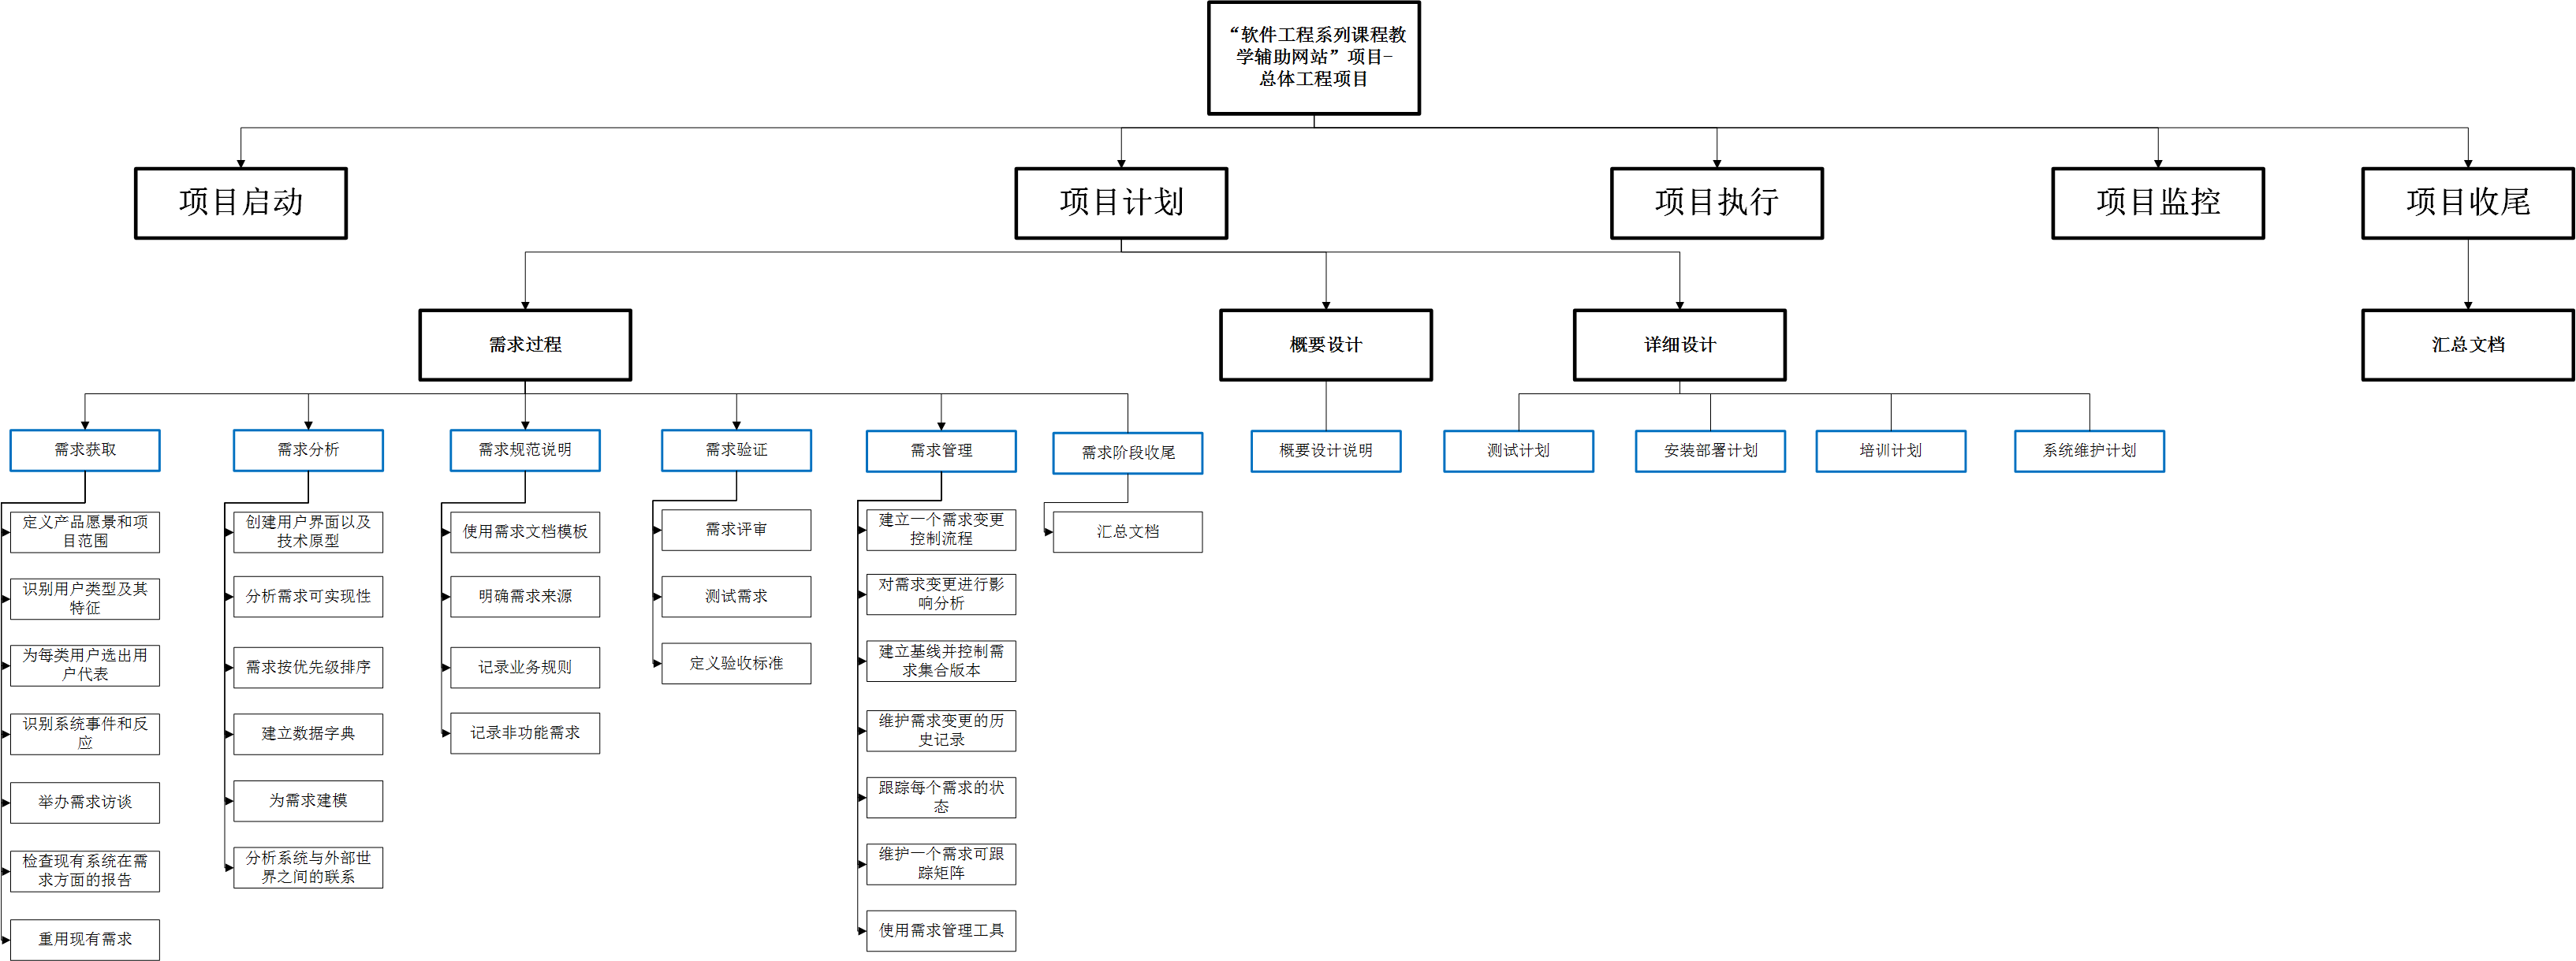 “软件工程系列课程教
学辅助网站”项目-
总体工程项目
项目启动
项目计划
项目执行
项目监控
项目收尾
需求过程
概要设计
详细设计
汇总文档
需求获取
需求分析
需求规范说明
需求验证
需求管理
需求阶段收尾
概要设计说明
测试计划
安装部署计划
培训计划
系统维护计划
定义产品愿景和项
目范围
识别用户类型及其
特征
为每类用户选出用
户代表
识别系统事件和反
应
举办需求访谈
检查现有系统在需
求方面的报告
重用现有需求
创建用户界面以及
技术原型
分析需求可实现性
需求按优先级排序
建立数据字典
为需求建模
分析系统与外部世
界之间的联系
使用需求文档模板
明确需求来源
记录业务规则
记录非功能需求
需求评审
测试需求
定义验收标准
建立一个需求变更
控制流程
对需求变更进行影
响分析
建立基线并控制需
求集合版本
维护需求变更的历
史记录
跟踪每个需求的状
态
维护一个需求可跟
踪矩阵
使用需求管理工具
汇总文档